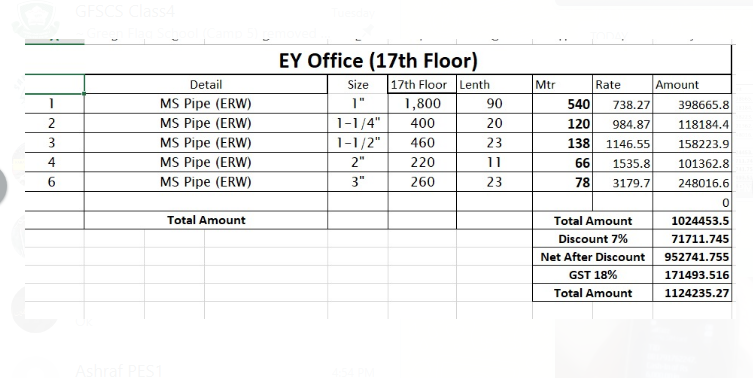 GFSCS Class4
EY Office (17th Floor)
Detail Size 17th Floor Lenth Mtr Rate Amount
1 MS Pipe (ERW) 1" 1,800 90 540 738.27 398665.8
2 MS Pipe (ERW) 1-1/4" 400 20 120 984.87 118184.4
3 MS Pipe (ERW) 1-1/2" 460 23 138 1146.55 158223.9
4 MS Pipe (ERW) 2" 220 11 66 1535.8 101362.8
6 MS Pipe (ERW) 3" 260 23 78 3179.7 248016.6
0
Total Amount Total Amount 1024453.5
Discount 7% 71711.745
Net After Discount 952741.755
GST 18% 171493.516
Total Amount 1124235.27
Ashraf PES1